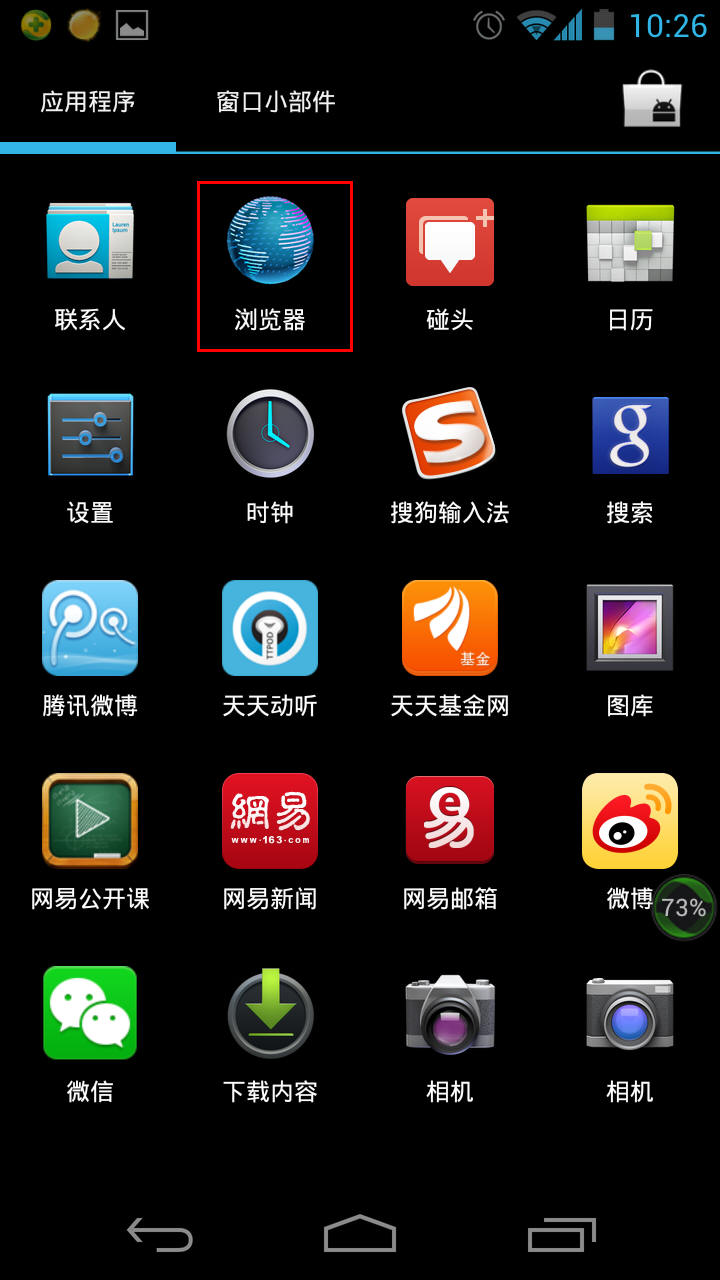 10:26
应用程序 窗口小部件
Lauren
Ipsum
联系人 浏览器 碰头 日历
设置 时钟 搜狗输入法 搜索
TTPOD
基金
腾讯微博 天天动听 天天基金网 图库
網易
www·163·com
易
网易公开课 网易新闻 网易邮箱 微博
73%
微信 下载内容 相机 相机